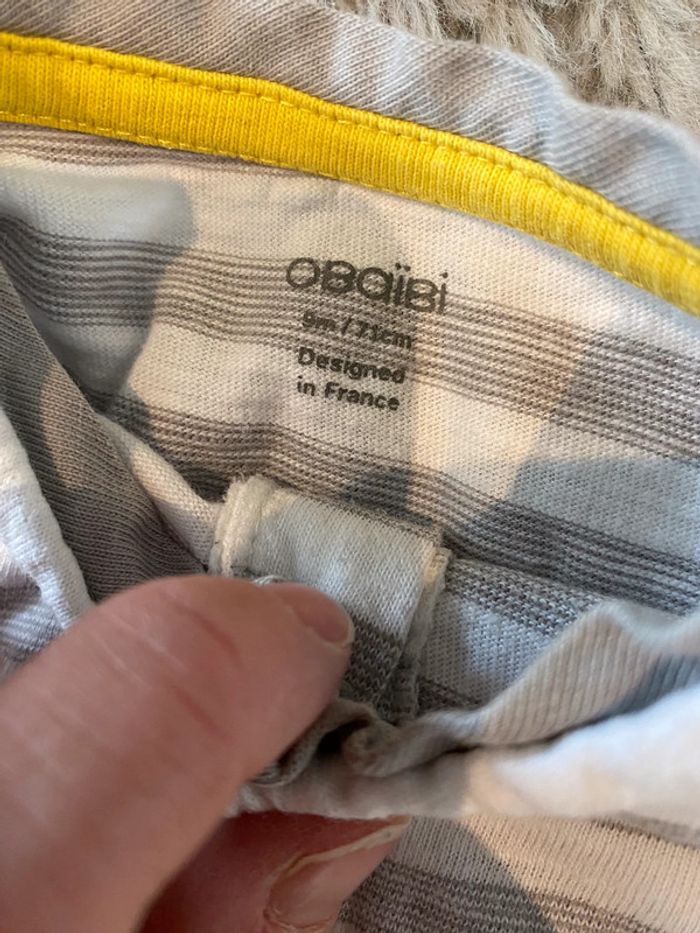 OBaïBi
9m / 71cm
Designed
in France